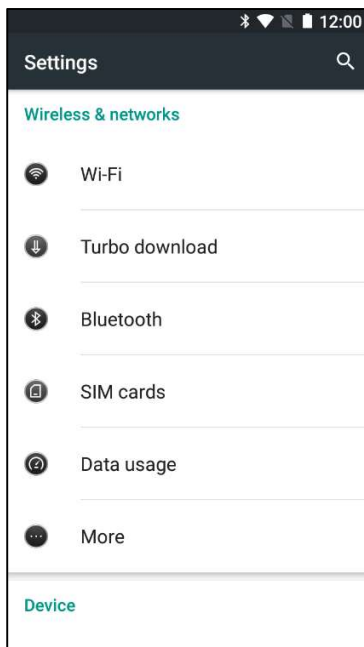 12:00
Settings
Wireless & networks
Wi-Fi
Turbo download
Bluetooth
SIM cards
Data usage
More
Device